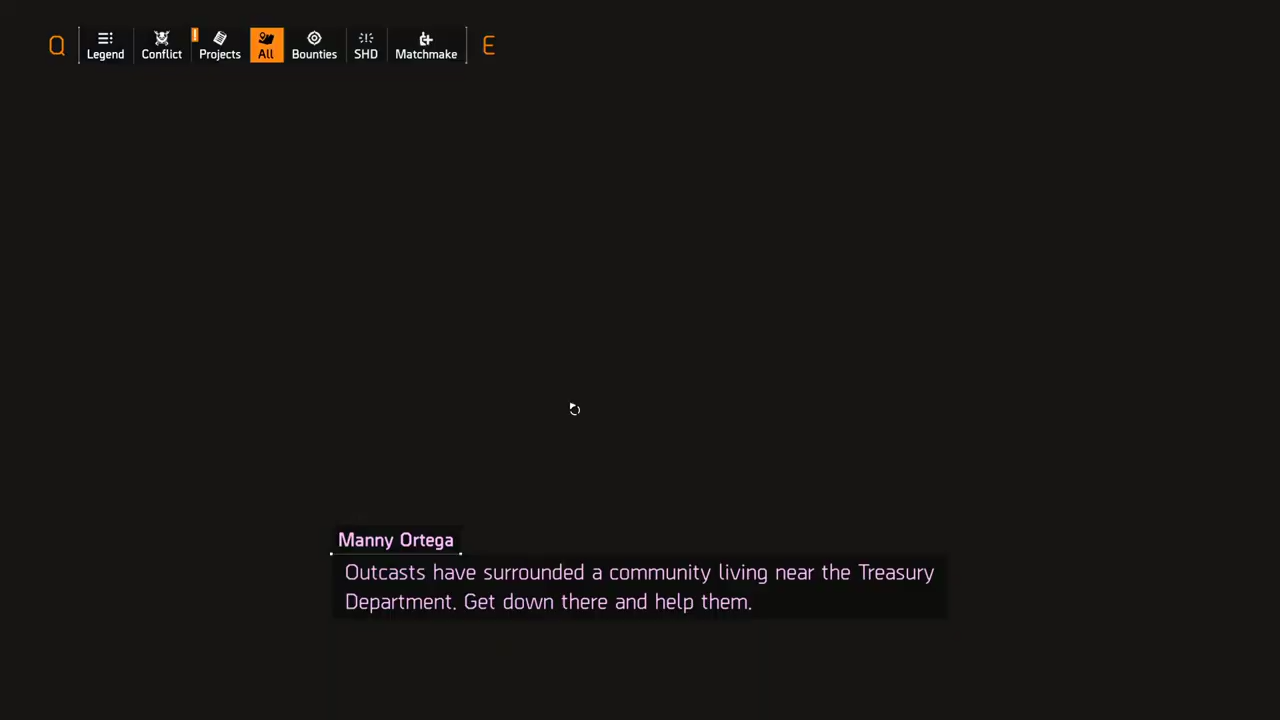 Q Legend Conflict Projects All Bounties SHD Matchmake E
Manny Ortega
Outcasts have surrounded a community living near the Treasury
Department. Get down there and help them.